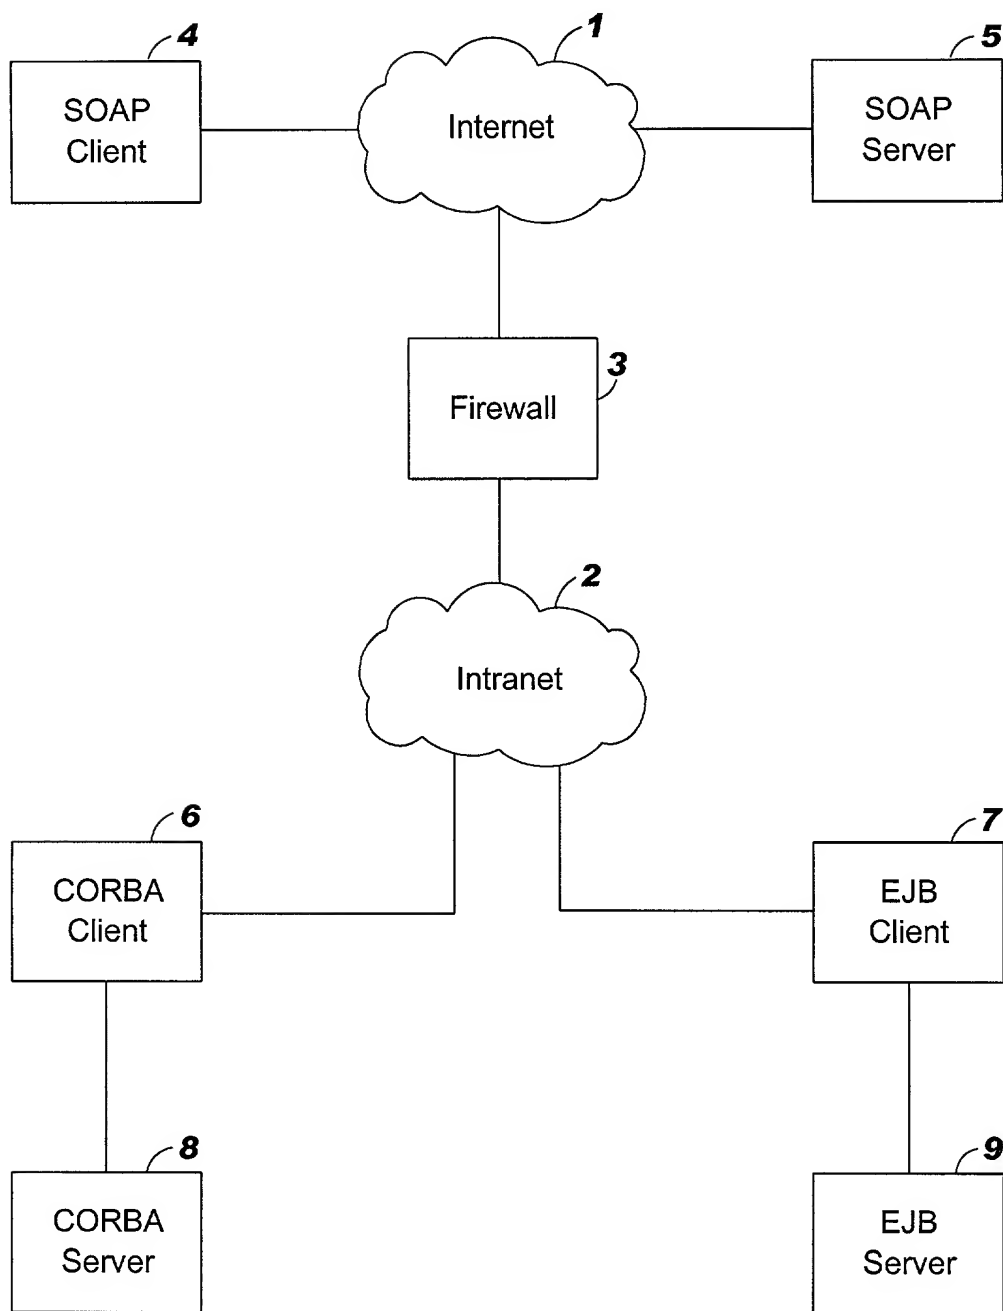 4
1
5
SOAP
Client
Internet
SOAP
Server
3
Firewall
2
Intranet
6
7
CORBA
Client
EJB
Client
8
9
CORBA
Server
EJB
Server